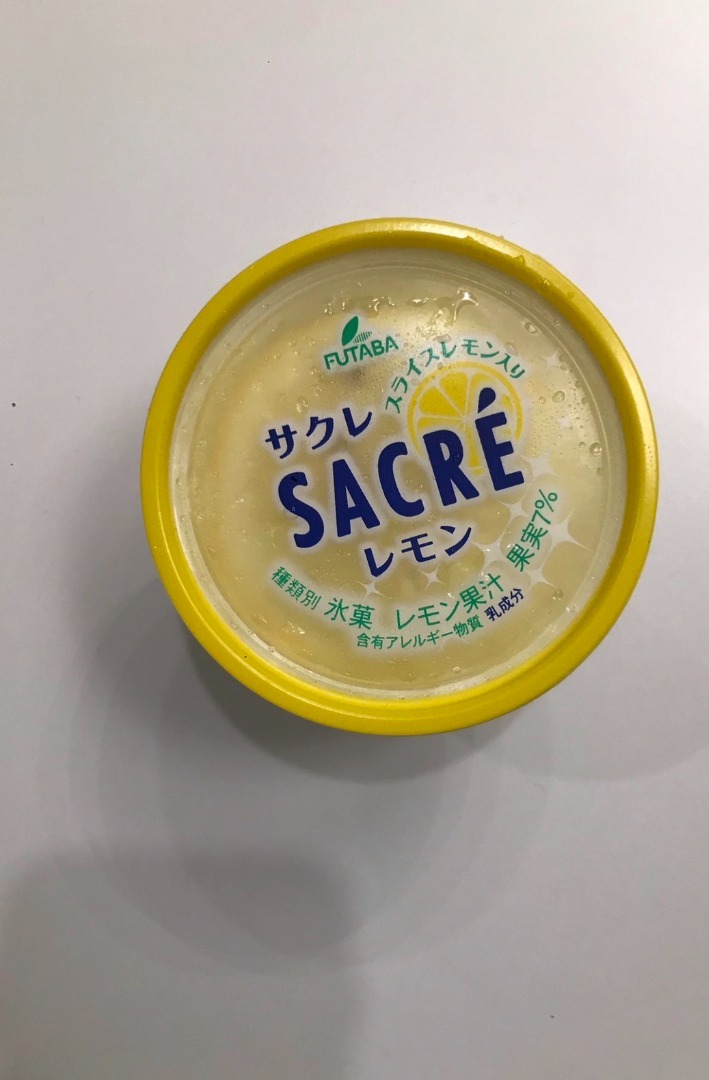 FUTABA
スライスレモン入り
サクレ
SACRÉ
レモン
種類別 氷菓 レモン果汁 果実7%
含有アレルギー物質 乳成分